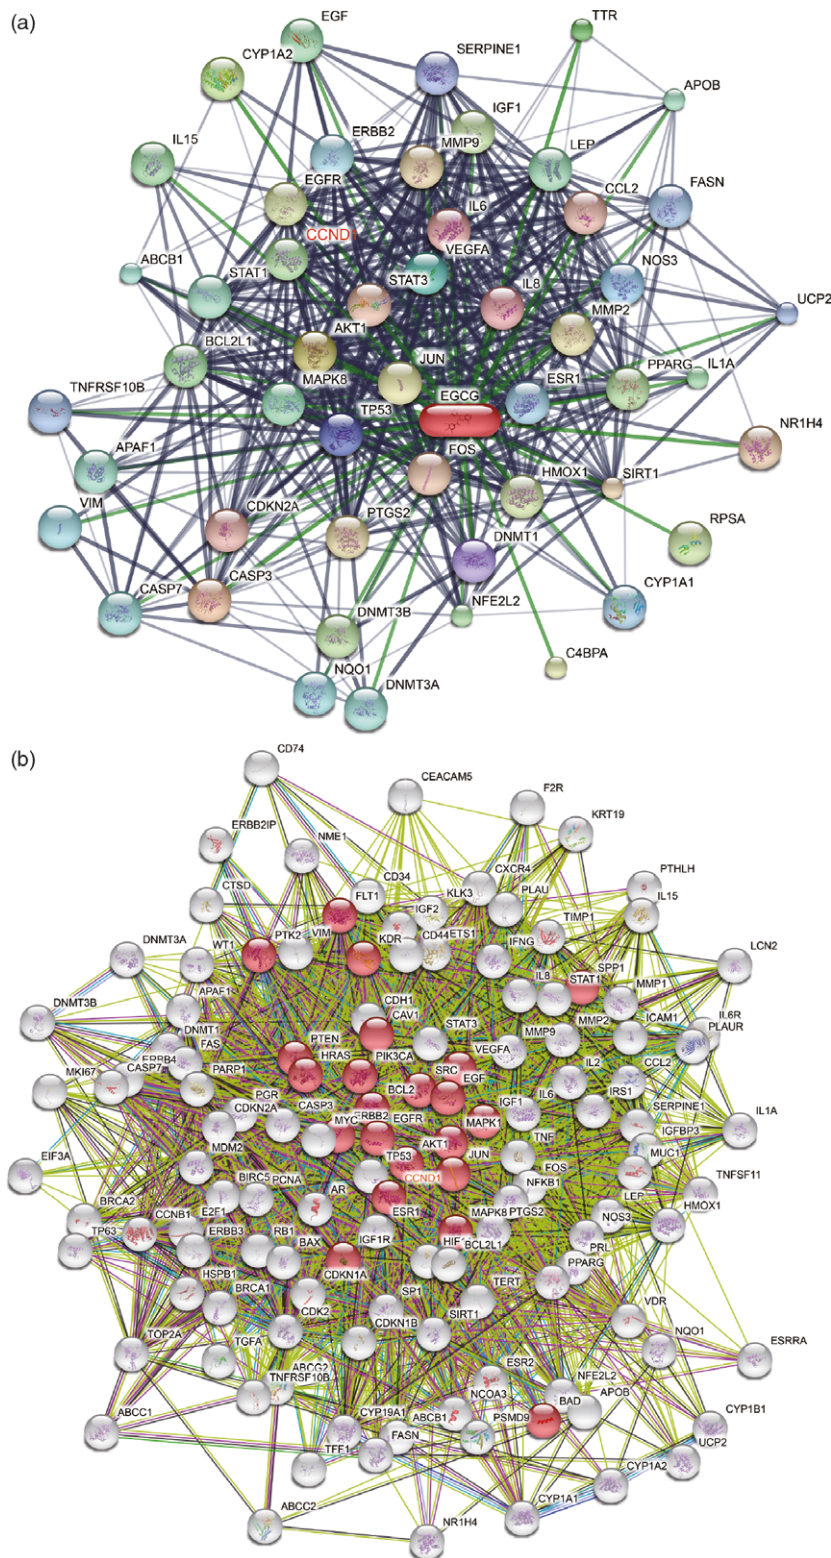 (a)
EGF
TTR
CYP1A2
SERPINE1
APOB
IGF1
ERBB2
MMP9
LEP
IL15
FASN
EGFR
CCL2
IL6
CCND1
VEGFA
ABCB1
STAT1
STAT3
NOS3
IL8
UCP2
MMP2
AKT1
BCL2L1
JUN
PPARG
IL1A
MAPK8
ESR1
TNFRSF10B
EGCG
TP53
NR1H4
APAF1
FOS
HMOX1
SIRT1
VIM
CDKN2A
PTGS2
RPSA
DNMT1
CASP7
CASP3
CYP1A1
DNMT3B
NFE2L2
C4BPA
NQO1
DNMT3A
(b)
CD74
CEACAM5
F2R
KRT19
ERBB2IP
NME1
CXCR4
CD34
PTHLH
CTSD
FLT1
KLK3
PLAU
IL15
IGF2
TIMP1
DNMT3A
WT1
PTK2
VIM
KDR
CD44
ETS1
IFNG
LCN2
IL8
SPP1
STAT1
APAF1
MMP1
DNMT3B
CDH1
CAV1
MMP2
ICAM1
IL6R
DNMT1
STAT3
MMP9
PLAUR
FAS
PTEN
ERBB4
HRAS
PIK3CA
VEGFA
CASP7
PARP1
SRC
IL2
CCL2
MKI67
BCL2
EGF
PGR
CASP3
IL6
IRS1
CDKN2A
IGF1
SERPINE1
IL1A
MYC
ERBB2
EGFR
MAPK1
IGFBP3
MDM2
AKT1
TNF
MUC1
TP53
JUN
EIF3A
FOS
TNFSF11
BIRC5
PCNA
CCND1
NFKB1
LEP
BRCA2
AR
CCNB1
E2F1
MAPK8
PTGS2
NOS3
HMOX1
ESR1
TP63
ERBB3
RB1
IGF1R
PRL
BAX
BCL2L1
PPARG
HSPB1
CDKN1A
TERT
BRCA1
SP1
VDR
CDK2
SIRT1
TOP2A
CDKN1B
NQO1
TGFA
ESRRA
ABCG2
ESR2
NFE2L2
TNFRSF10B
NCOA3
APOB
BAD
CYP1B1
ABCC1
CYP19A1
ABCB1
PSMD9
FASN
UCP2
TFF1
CYP1A2
ABCC2
CYP1A1
NR1H4